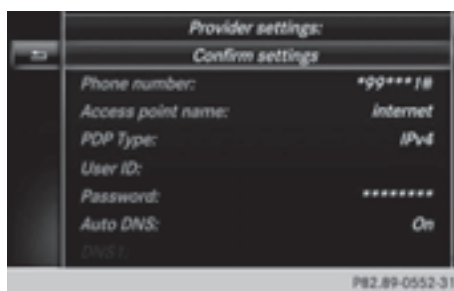 Provider settings:
Confirm settings
Phone number: *99***1#
Access point name: internet
PDP Type: IPv4
User ID:
Password: ********
Auto DNS: On
DNS1:
P82.89-0552-31